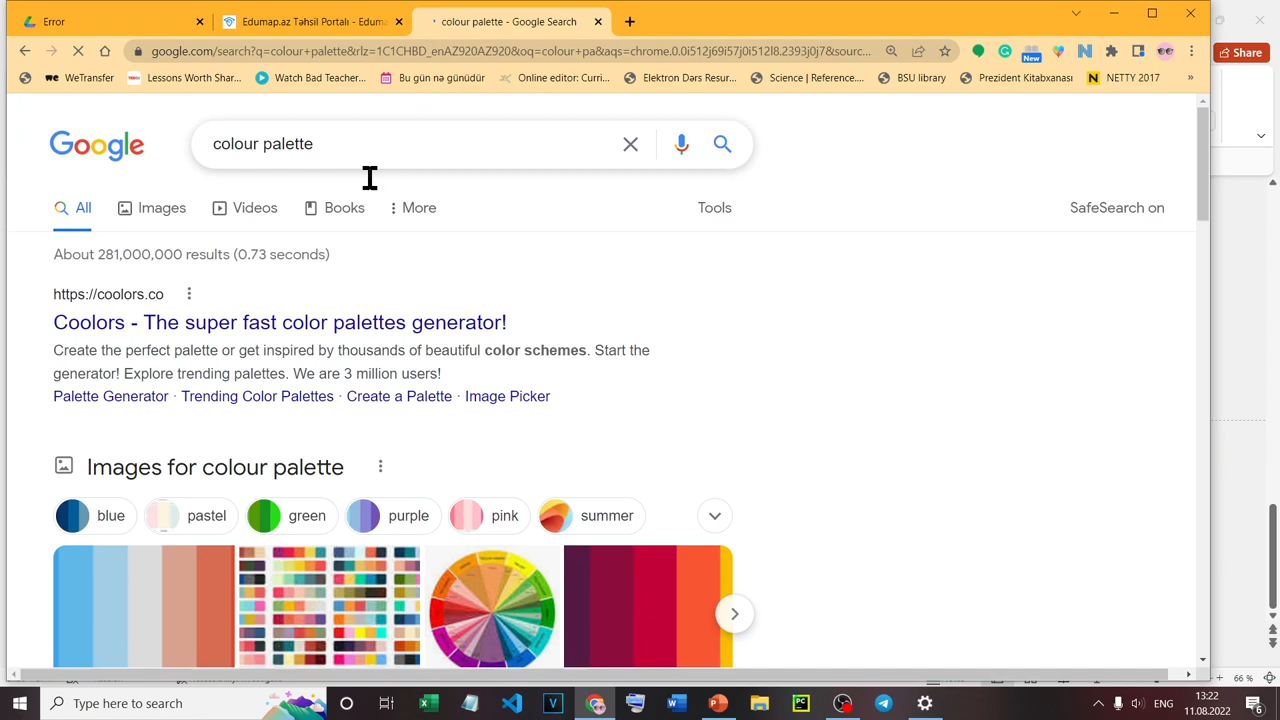 Error
Edumap.az Təhsil Portalı - Eduma
colour palette - Google Search
google.com/search?q=colour+palette&rlz=1C1CHBD_enAZ920AZ920&oq=colour+pa&aqs=chrome.0.0i512j69i57j0i512l8.2393j0j7&sourc...
New
Share
WeTransfer
Lessons Worth Shar...
Watch Bad Teacher...
Bu gün nə günüdür
Online editor: Curri...
Elektron Dərs Resur...
Science | Reference....
BSU library
Prezident Kitabxanası
NETTY 2017
»
Google
colour palette
All
Images
Videos
Books
More
Tools
SafeSearch on
About 281,000,000 results (0.73 seconds)
https://coolors.co
Coolors - The super fast color palettes generator!
Create the perfect palette or get inspired by thousands of beautiful color schemes. Start the
generator! Explore trending palettes. We are 3 million users!
Palette Generator · Trending Color Palettes · Create a Palette · Image Picker
Images for colour palette
blue
pastel
green
purple
pink
summer
66 %
Type here to search
ENG
13:22
11.08.2022
6